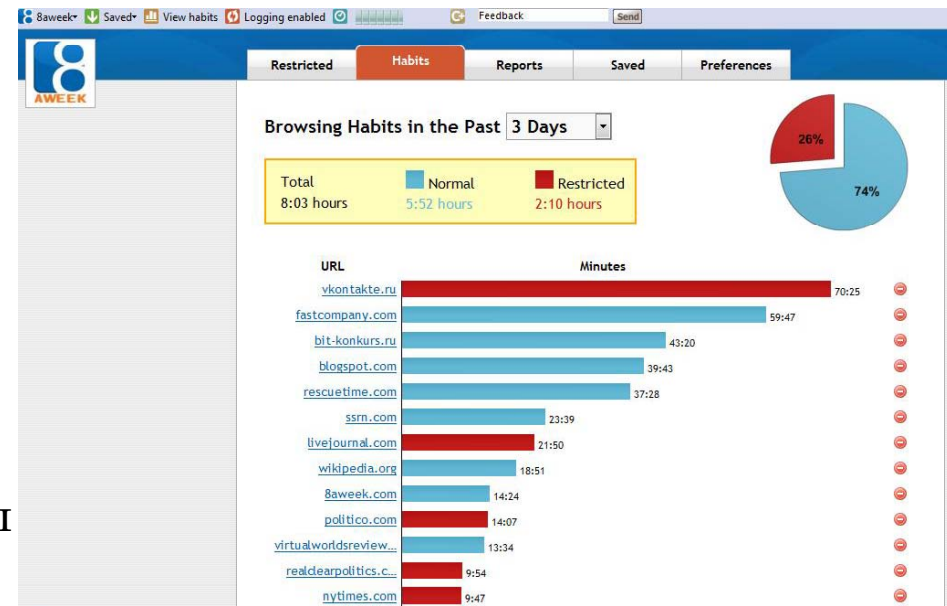 8aweek Saved View habits Logging enabled Feedback Send
8
AWEEK
Restricted Habits Reports Saved Preferences
Browsing Habits in the Past 3 Days
26%
74%
Total Normal Restricted
8:03 hours 5:52 hours 2:10 hours
URL Minutes
vkontakte.ru 70:25
fastcompany.com 59:47
bit-konkurs.ru 43:20
blogspot.com 39:43
rescuetime.com 37:28
ssrn.com 23:39
livejournal.com 21:50
wikipedia.org 18:51
8aweek.com 14:24
politico.com 14:07
virtualworldsreview... 13:34
realclearpolitics.c... 9:54
nytimes.com 9:47
I